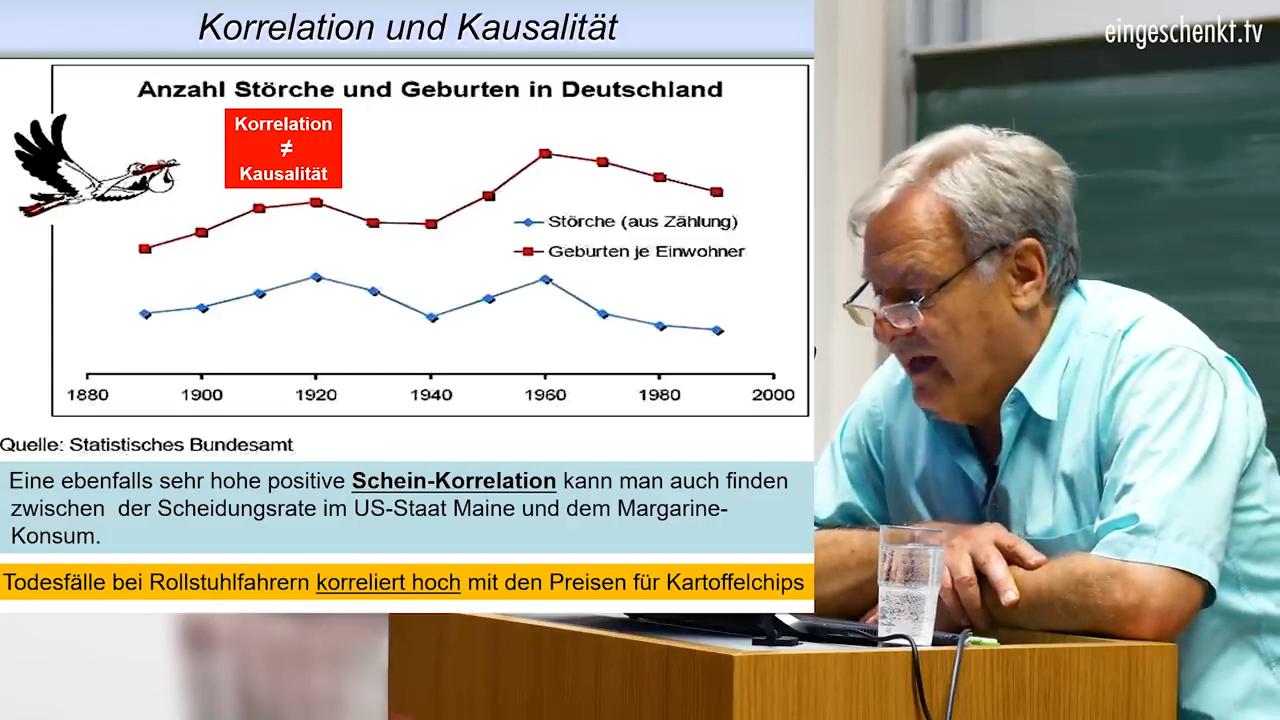 Korrelation und Kausalität
eingeschenkt.tv
Anzahl Störche und Geburten in Deutschland
Korrelation
≠
Kausalität
Störche (aus Zählung)
Geburten je Einwohner
1880 1900 1920 1940 1960 1980 2000
Quelle: Statistisches Bundesamt
Eine ebenfalls sehr hohe positive Schein-Korrelation kann man auch finden
zwischen der Scheidungsrate im US-Staat Maine und dem Margarine-
Konsum.
Todesfälle bei Rollstuhlfahrern korreliert hoch mit den Preisen für Kartoffelchips